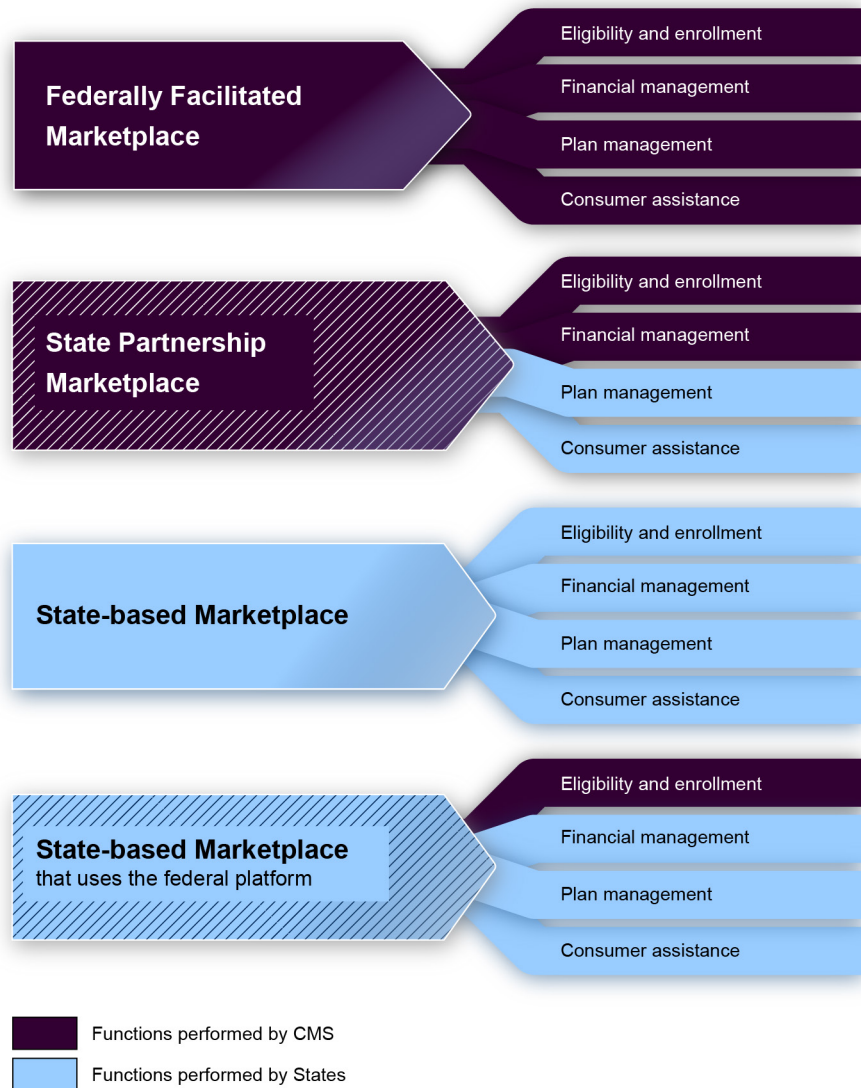 Federally Facilitated
Marketplace
Eligibility and enrollment
Financial management
Plan management
Consumer assistance
State Partnership
Marketplace
Eligibility and enrollment
Financial management
Plan management
Consumer assistance
State-based Marketplace
Eligibility and enrollment
Financial management
Plan management
Consumer assistance
State-based Marketplace
that uses the federal platform
Eligibility and enrollment
Financial management
Plan management
Consumer assistance
Functions performed by CMS
Functions performed by States